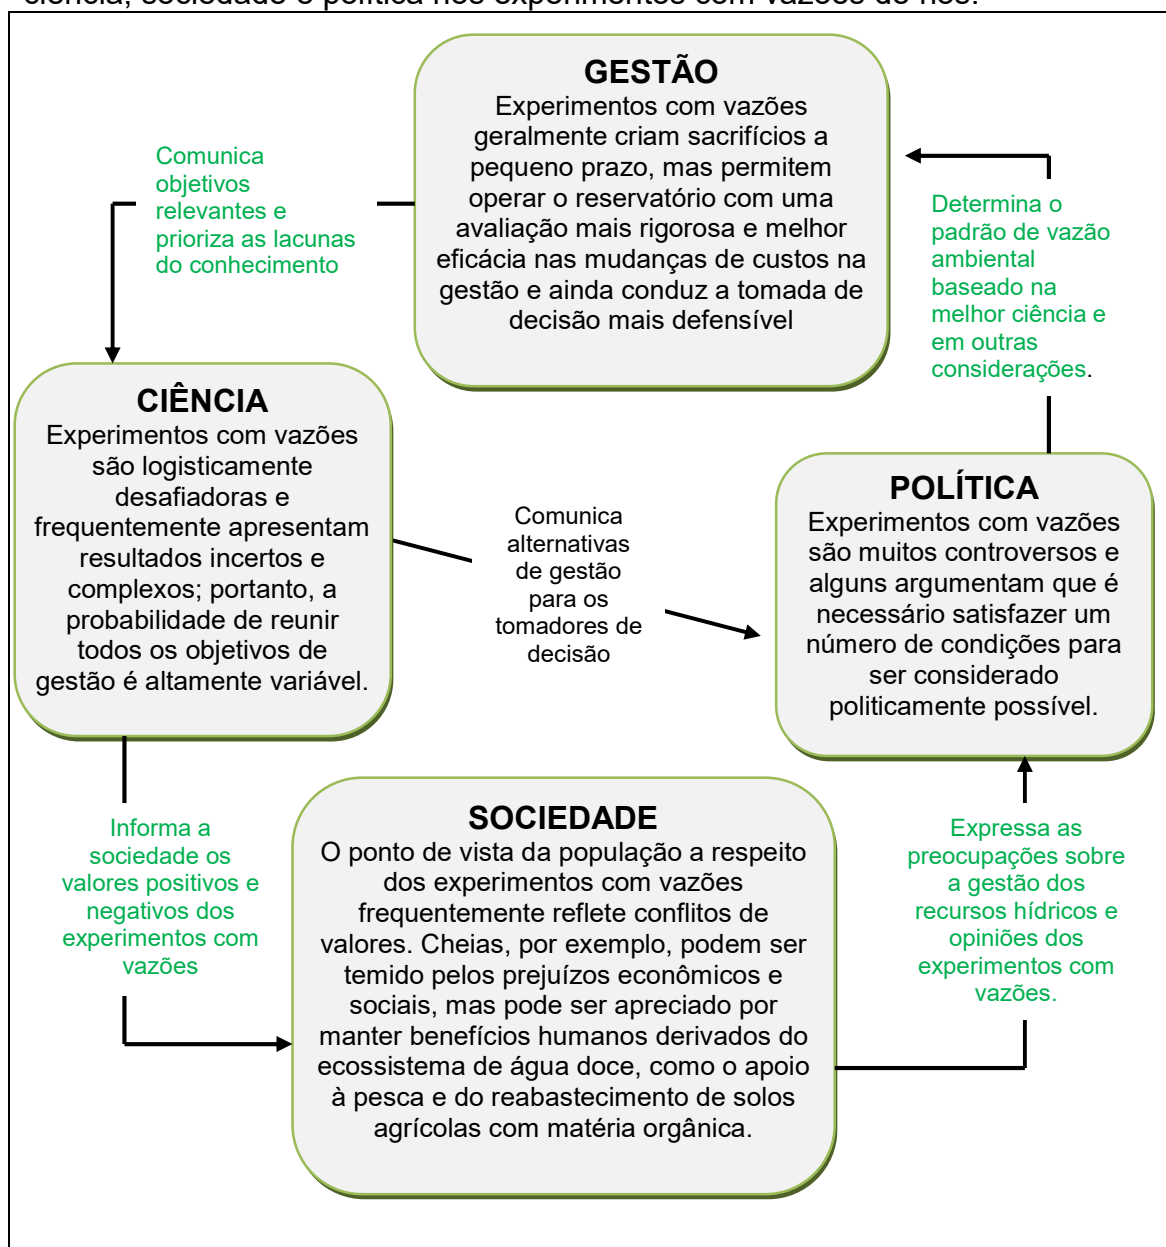 ciência, sociedade e política nos experimentos com vazões de rios.
GESTÃO
Experimentos com vazões
geralmente criam sacrifícios a
pequeno prazo, mas permitem
operar o reservatório com uma
avaliação mais rigorosa e melhor
eficácia nas mudanças de custos na
gestão e ainda conduz a tomada de
decisão mais defensível
Comunica
objetivos
relevantes e
prioriza as lacunas
do conhecimento
Determina o
padrão de vazão
ambiental
baseado na
melhor ciência e
em outras
considerações.
CIÊNCIA
Experimentos com vazões
são logisticamente
desafiadoras e
frequentemente apresentam
resultados incertos e
complexos; portanto, a
probabilidade de reunir
todos os objetivos de
gestão é altamente variável.
Comunica
alternativas
de gestão
para os
tomadores de
decisão
POLÍTICA
Experimentos com vazões
são muitos controversos e
alguns argumentam que é
necessário satisfazer um
número de condições para
ser considerado
politicamente possível.
Informa a
sociedade os
valores positivos e
negativos dos
experimentos com
vazões
SOCIEDADE
O ponto de vista da população a respeito
dos experimentos com vazões
frequentemente reflete conflitos de
valores. Cheias, por exemplo, podem ser
temido pelos prejuízos econômicos e
sociais, mas pode ser apreciado por
manter benefícios humanos derivados do
ecossistema de água doce, como o apoio
à pesca e do reabastecimento de solos
agrícolas com matéria orgânica.
Expressa as
preocupações sobre
a gestão dos
recursos hídricos e
opiniões dos
experimentos com
vazões.